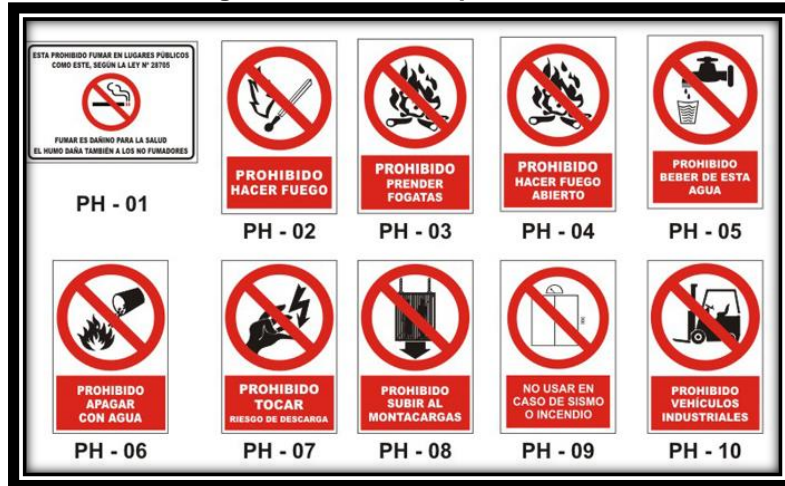 ESTA PROHIBIDO FUMAR EN LUGARES PÚBLICOS
COMO ESTE, SEGÚN LA LEY Nº 28705
FUMAR ES DAÑINO PARA LA SALUD
EL HUMO DAÑA TAMBIÉN A LOS NO FUMADORES
PH - 01
PROHIBIDO
HACER FUEGO
PH - 02
PROHIBIDO
PRENDER
FOGATAS
PH - 03
PROHIBIDO
HACER FUEGO
ABIERTO
PH - 04
PROHIBIDO
BEBER DE ESTA
AGUA
PH - 05
PROHIBIDO
APAGAR
CON AGUA
PH - 06
PROHIBIDO
TOCAR
RIESGO DE DESCARGA
PH - 07
PROHIBIDO
SUBIR AL
MONTACARGAS
PH - 08
NO USAR EN
CASO DE SISMO
O INCENDIO
PH - 09
PROHIBIDO
VEHÍCULOS
INDUSTRIALES
PH - 10